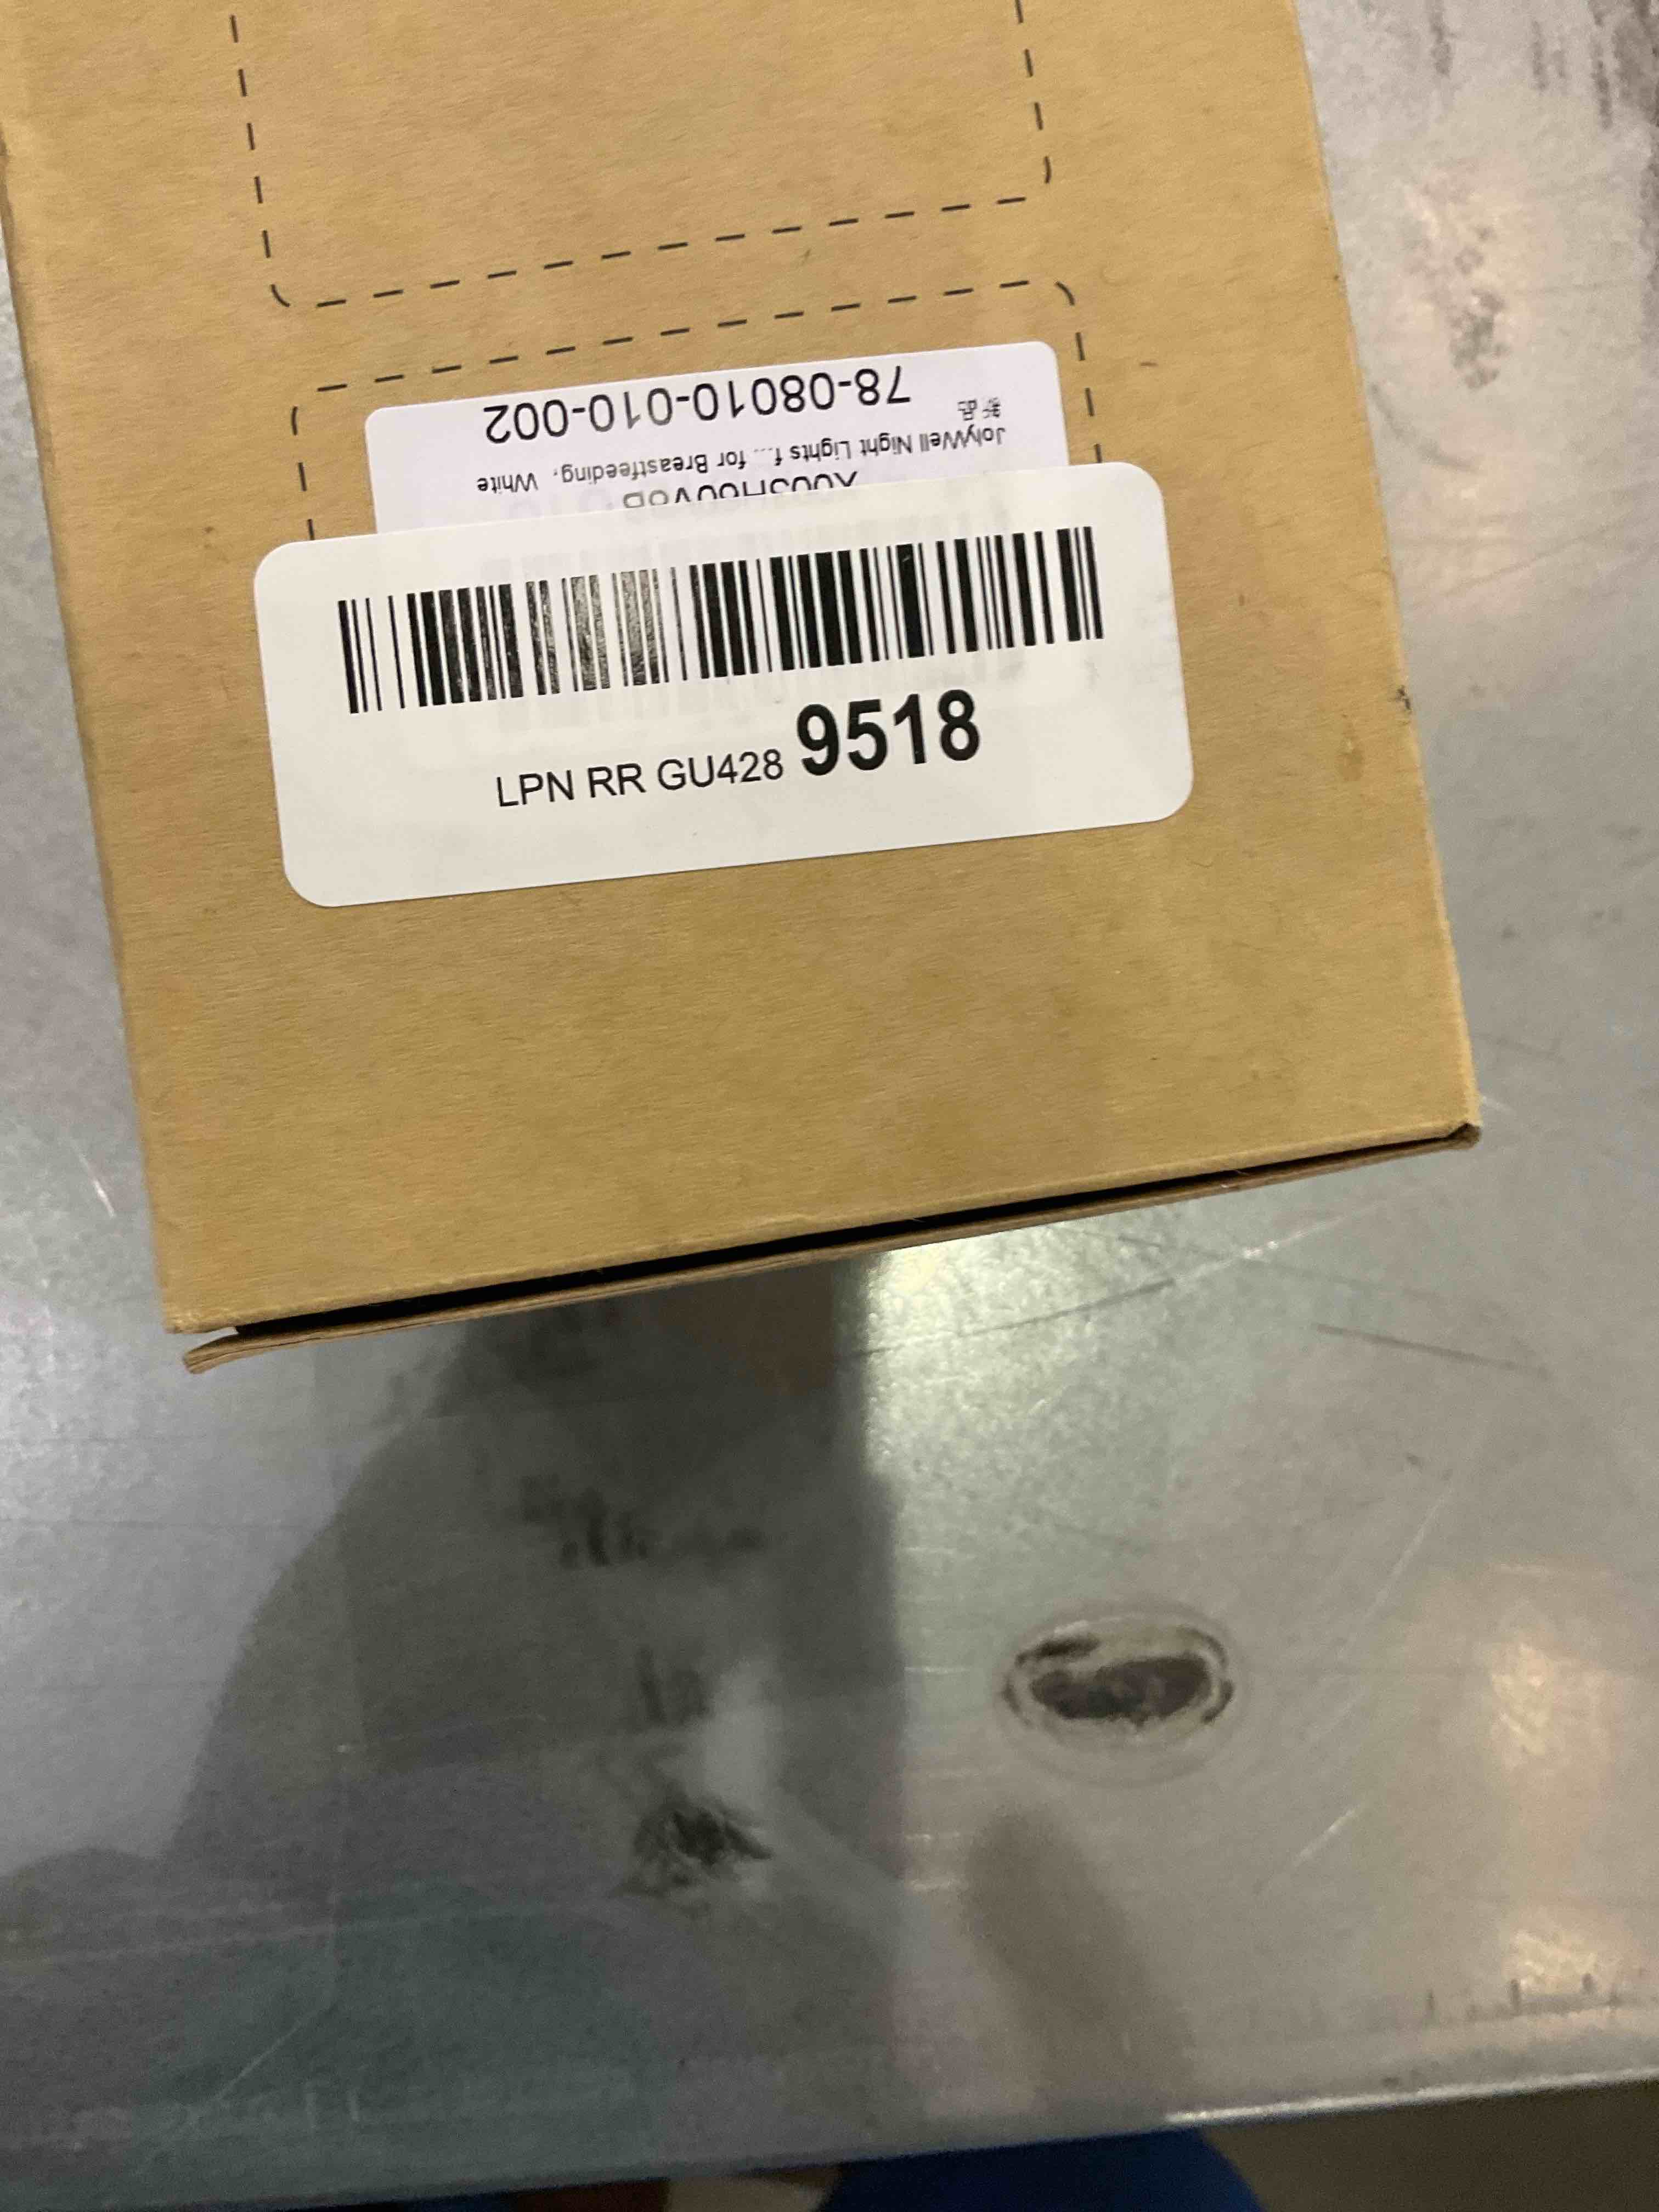 78-08010-010-002
新品
JolyWell Night Lights f... for Breastfeeding, White
LPN RR GU428 9518